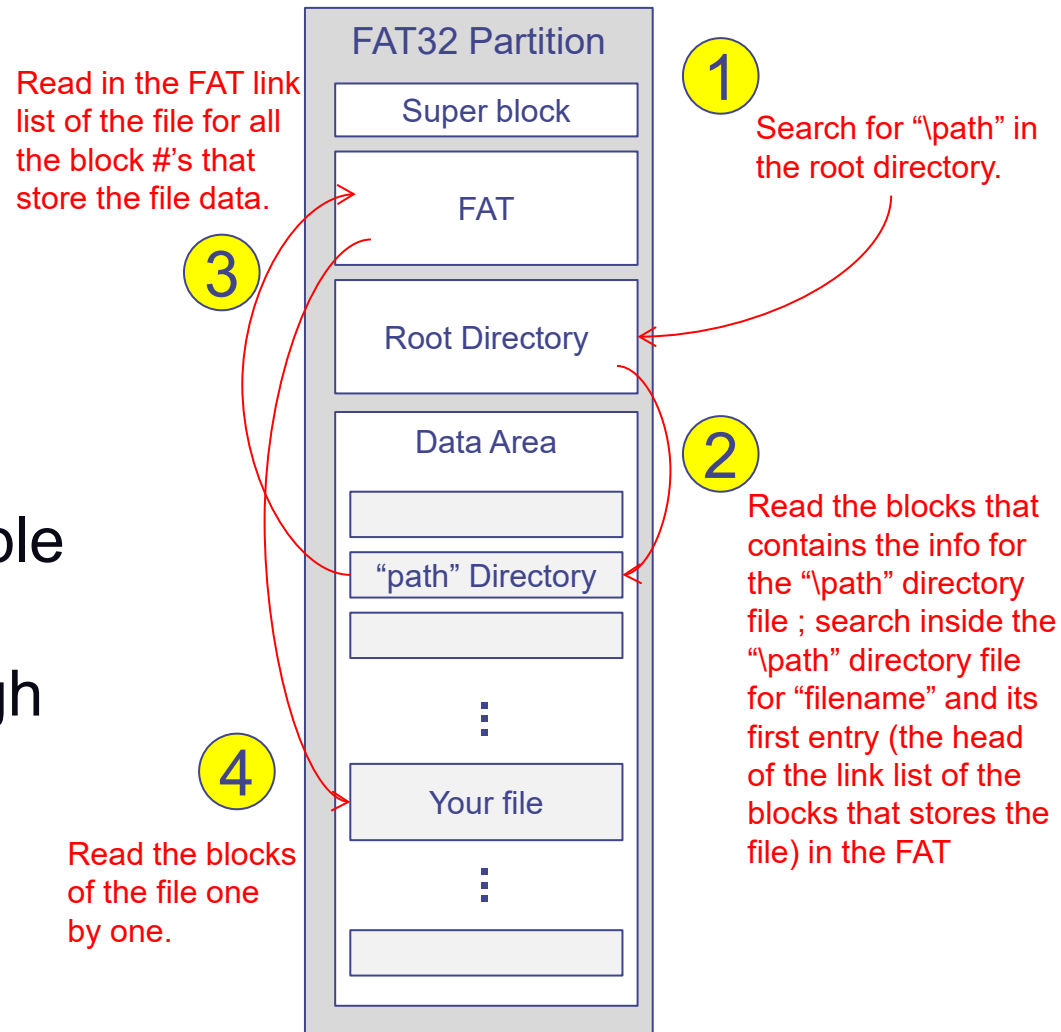 FAT32 Partition
Super block
FAT
Root Directory
Data Area
“path” Directory
Your file
1
Search for “\path” in
the root directory.
2
Read the blocks that
contains the info for
the “\path” directory
file ; search inside the
“\path” directory file
for “filename” and its
first entry (the head
of the link list of the
blocks that stores the
file) in the FAT
Read in the FAT link
list of the file for all
the block #’s that
store the file data.
3
4
Read the blocks
of the file one
by one.